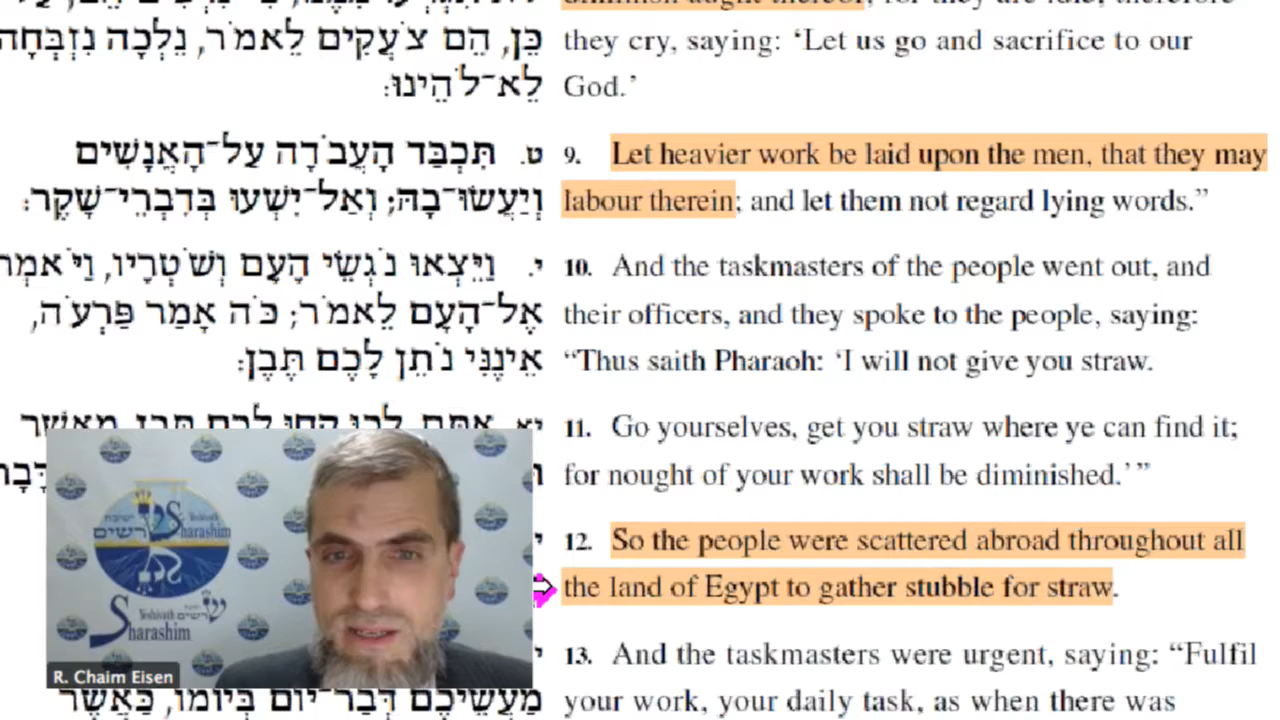 כֵּן, הֵם צֹעֲקִים לֵאמֹר, נֵלְכָה נִזְבְּחָה
לֵא־לֹהֵינוּ:
ט. תִּכְבַּד הָעֲבֹדָה עַל־הָאֲנָשִׁים
וְיַעֲשׂוּ־בָהּ; וְאַל־יִשְׁעוּ בְּדִבְרֵי־שָׁקֶר:
י. וַיֵּצְאוּ נֹגְשֵׂי הָעָם וְשֹׁטְרָיו, וַיֹּאמְר
אֶל־הָעָם לֵאמֹר; כֹּה אָמַר פַּרְעֹה,
אֵינֶנִּי נֹתֵן לָכֶם תֶּבֶן:
they cry, saying: ‘Let us go and sacrifice to our
God.’
9. Let heavier work be laid upon the men, that they may
labour therein; and let them not regard lying words.”
10. And the taskmasters of the people went out, and
their officers, and they spoke to the people, saying:
“Thus saith Pharaoh: ‘I will not give you straw.
11. Go yourselves, get you straw where ye can find it;
for nought of your work shall be diminished.’”
12. So the people were scattered abroad throughout all
the land of Egypt to gather stubble for straw.
13. And the taskmasters were urgent, saying: “Fulfil
your work, your daily task, as when there was
מַעֲשֵׂיכֶם דְּבַר־יוֹם בְּיוֹמוֹ, כַּאֲשֶׁר
ישיבת
שרשים
Yeshivath
Sharashim
Yeshivath שרשים
Sharashim
R. Chaim Eisen